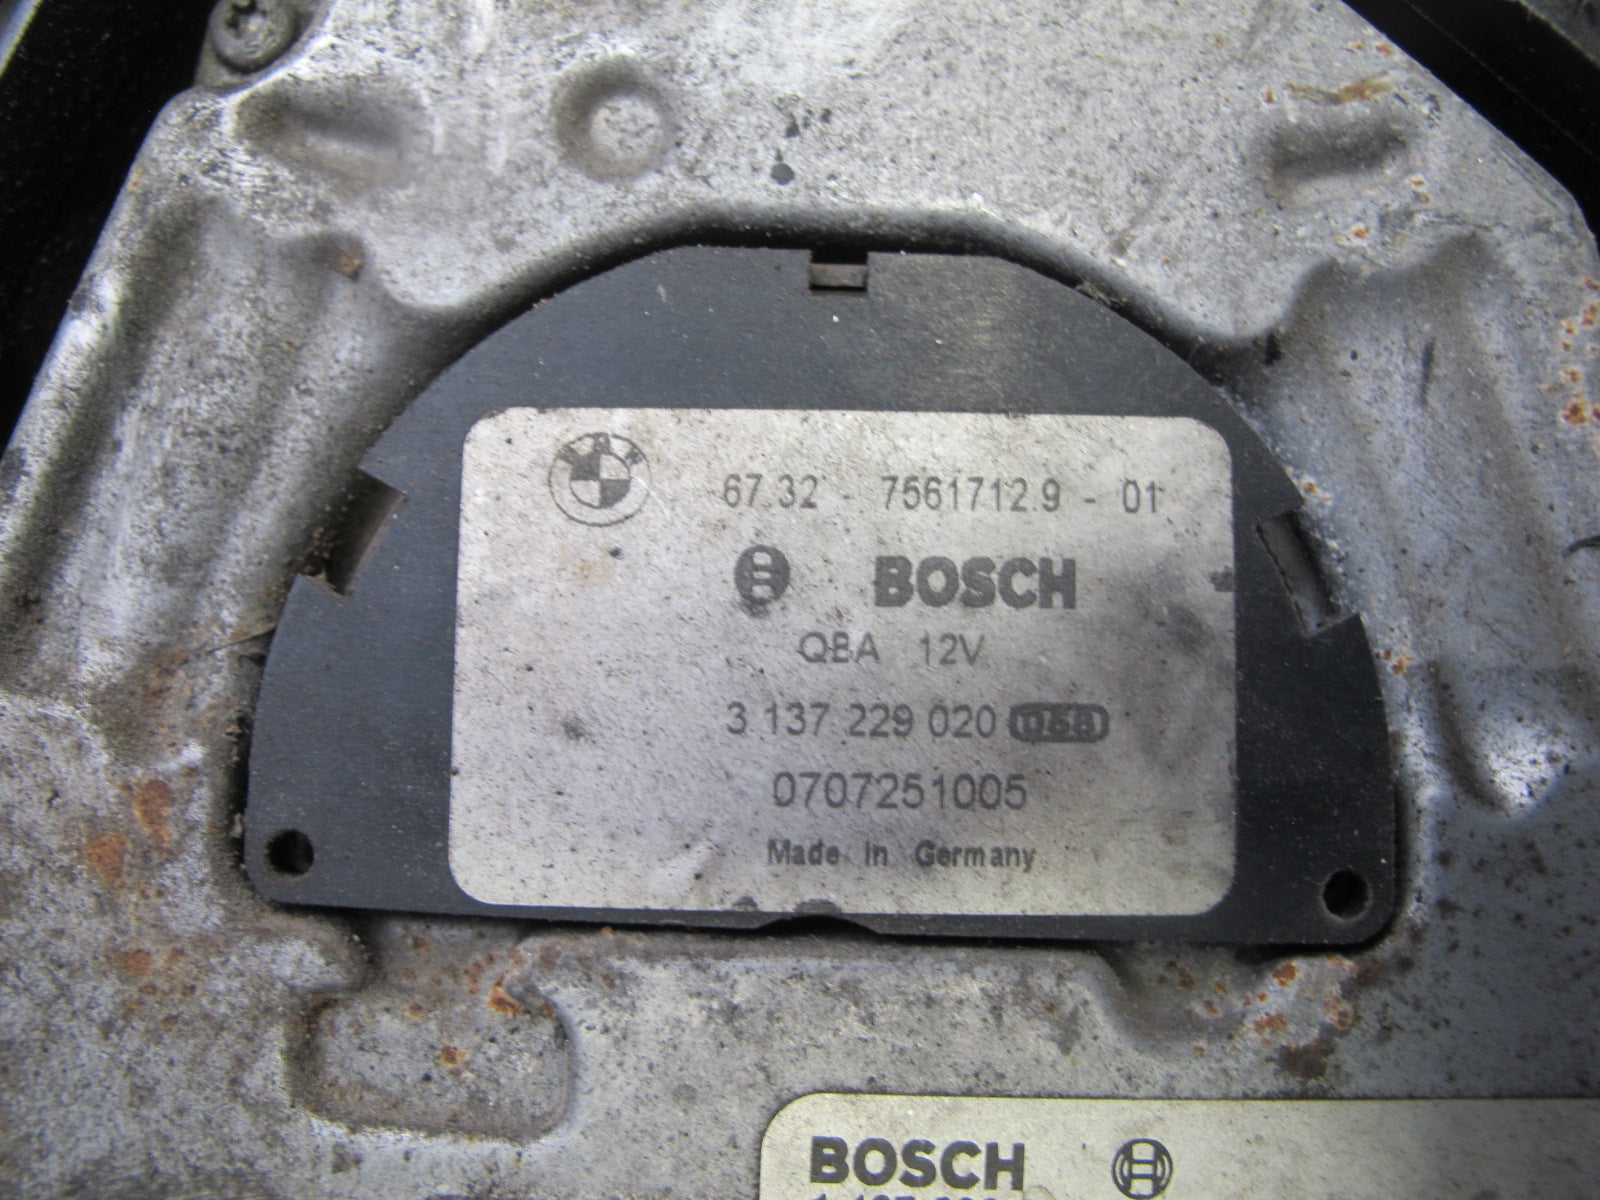 67.32 - 7561712.9 - 01
BOSCH
QBA 12V
3 137 229 020
0707251005
Made in Germany
BOSCH